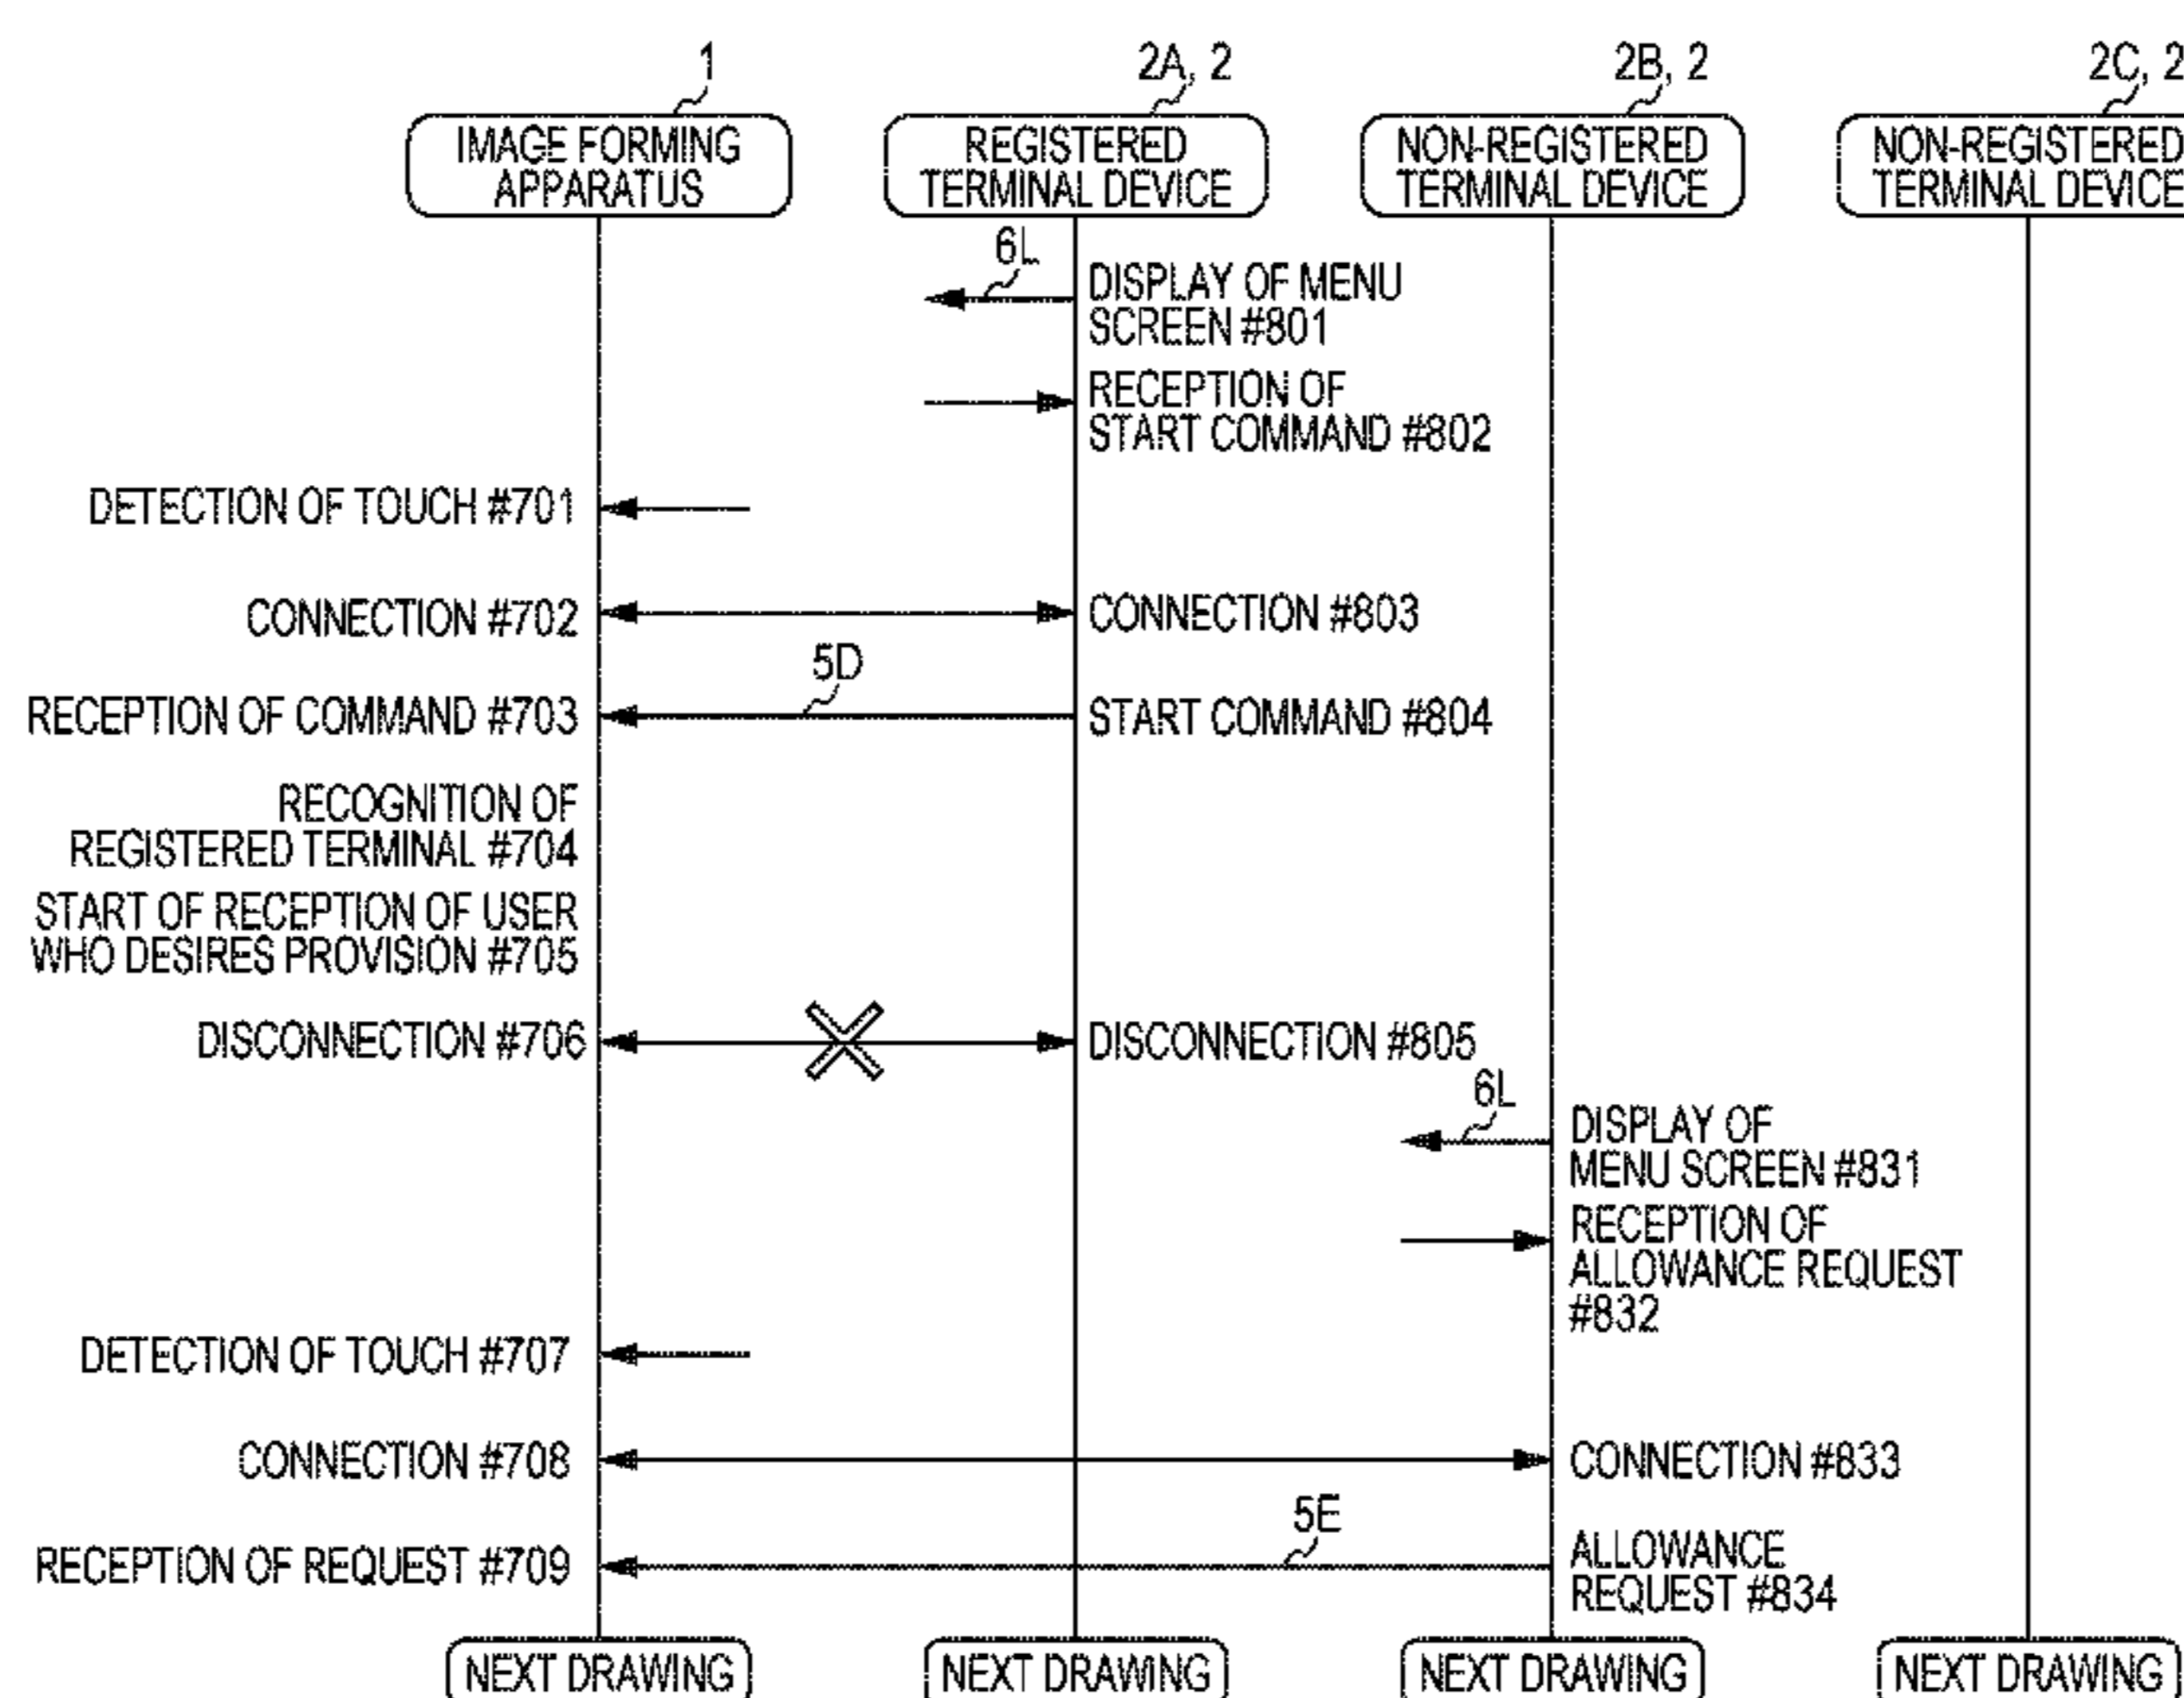 1
2A, 2
2B, 2
2C, 2
IMAGE FORMING
APPARATUS
REGISTERED
TERMINAL DEVICE
NON-REGISTERED
TERMINAL DEVICE
NON-REGISTERED
TERMINAL DEVICE
6L
DISPLAY OF MENU
SCREEN #801
RECEPTION OF
START COMMAND #802
DETECTION OF TOUCH #701
CONNECTION #702
CONNECTION #803
5D
RECEPTION OF COMMAND #703
START COMMAND #804
RECOGNITION OF
REGISTERED TERMINAL #704
START OF RECEPTION OF USER
WHO DESIRES PROVISION #705
DISCONNECTION #706
DISCONNECTION #805
6L
DISPLAY OF
MENU SCREEN #831
RECEPTION OF
ALLOWANCE REQUEST
#832
DETECTION OF TOUCH #707
CONNECTION #708
CONNECTION #833
5E
RECEPTION OF REQUEST #709
ALLOWANCE
REQUEST #834
NEXT DRAWING
NEXT DRAWING
NEXT DRAWING
NEXT DRAWING